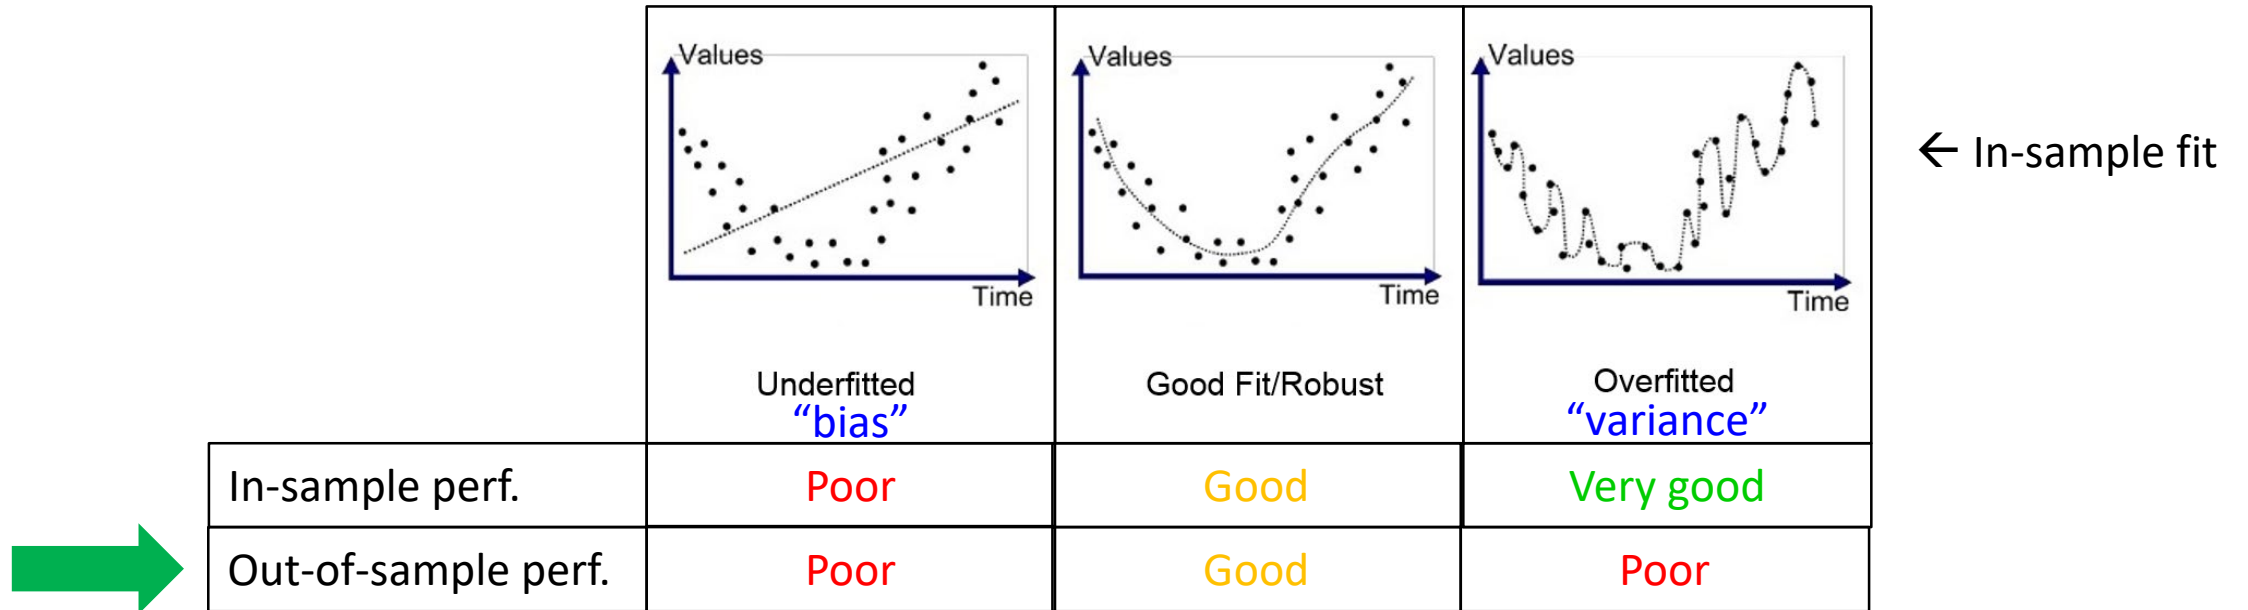 Values
Values
Values
← In-sample fit
Time
Time
Time
Underfitted
"bias"
Good Fit/Robust
Overfitted
"variance"
In-sample perf.
Poor
Good
Very good
Out-of-sample perf.
Poor
Good
Poor